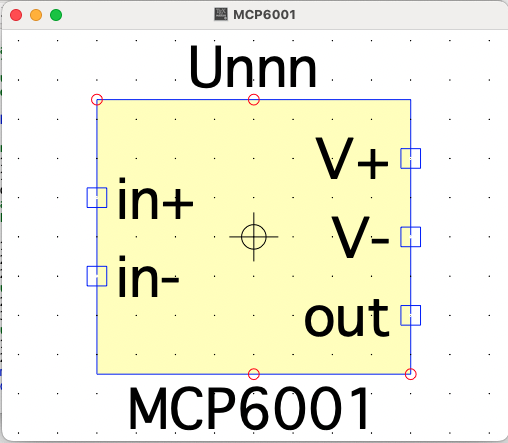 MCP6001
Unnn
V+
in+
V-
in-
out
MCP6001